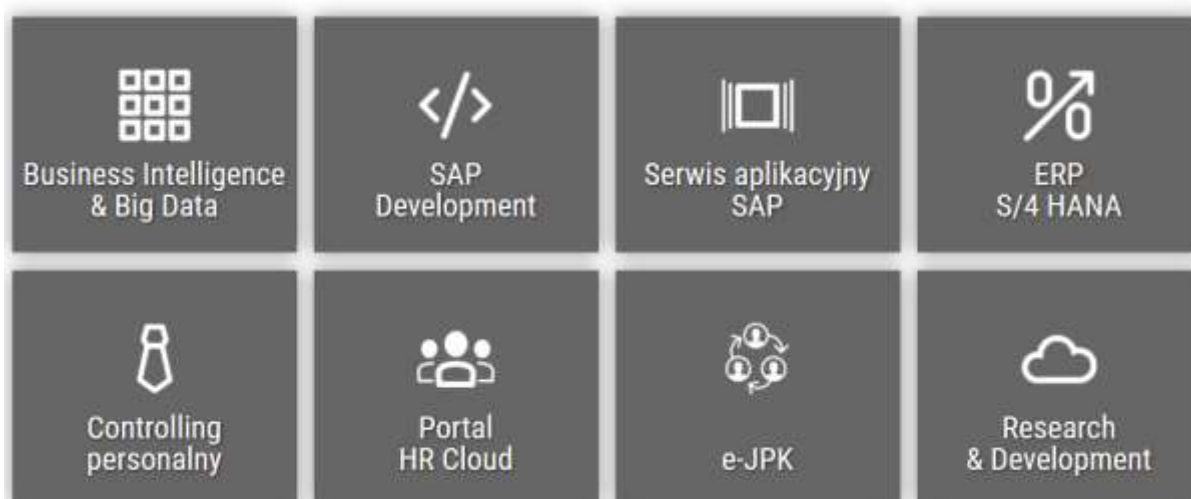 Business Intelligence
& Big Data
SAP
Development
Serwis aplikacyjny
SAP
ERP
S/4 HANA
Controlling
personalny
Portal
HR Cloud
e-JPK
Research
& Development